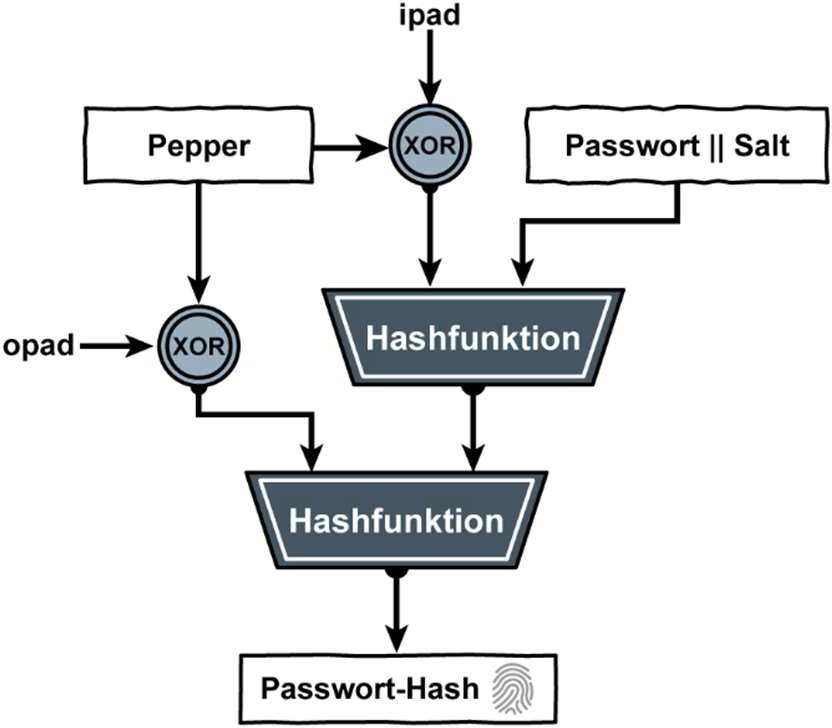 ipad
Pepper
XOR
Passwort || Salt
opad
XOR
Hashfunktion
Hashfunktion
Passwort-Hash